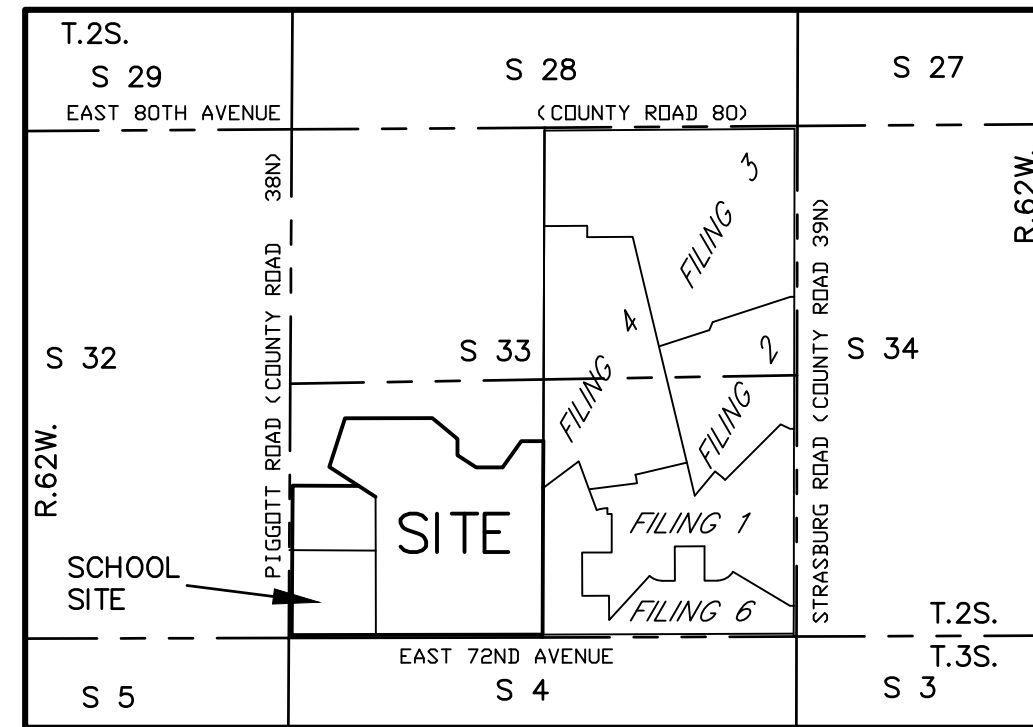 T.2S.
S 29
S 28
S 27
EAST 80TH AVENUE
(COUNTY ROAD 80)
R.62W.
PIGGOTT ROAD (COUNTY ROAD 38N)
FILING 3
STRASBURG ROAD (COUNTY ROAD 39N)
S 32
S 33
FILING 4
FILING 2
S 34
R.62W.
SITE
FILING 1
SCHOOL
SITE
FILING 6
T.2S.
EAST 72ND AVENUE
T.3S.
S 5
S 4
S 3